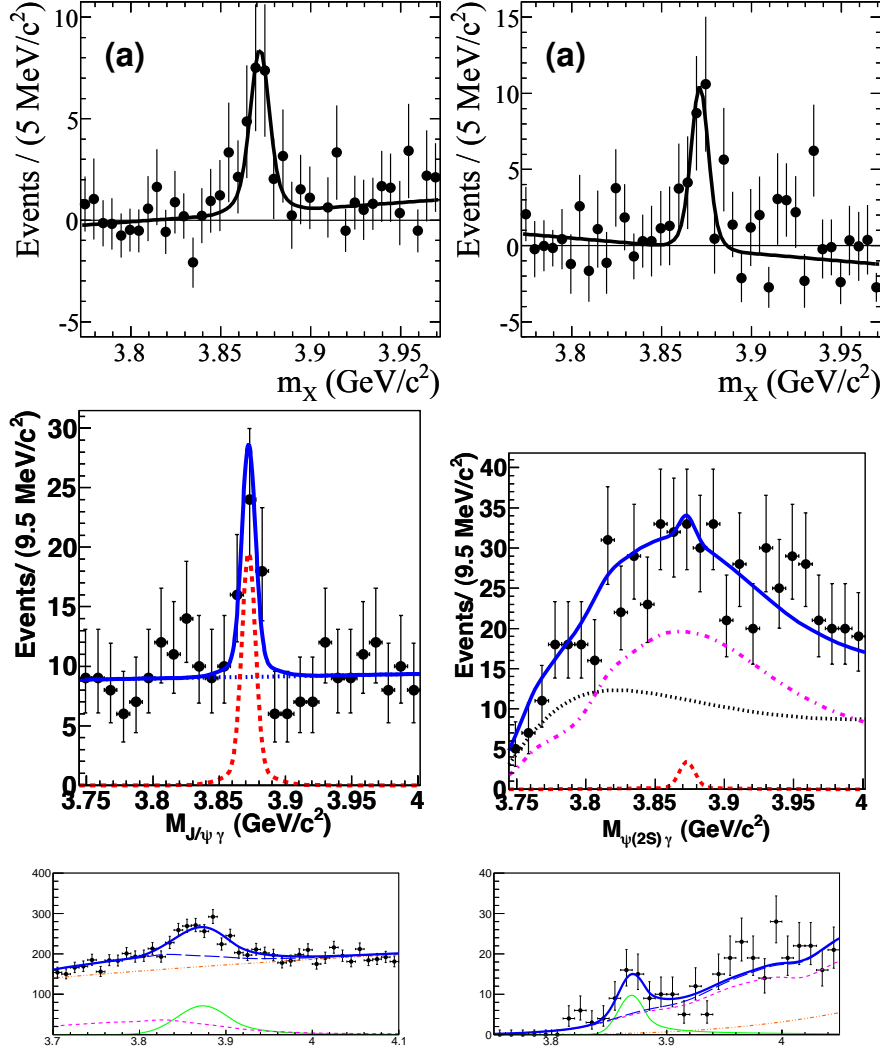 (a)
Events / (5 MeV/c²)
10
5
0
-5
3.8 3.85 3.9 3.95
m_X (GeV/c²)
(a)
Events / (5 MeV/c²)
15
10
5
0
-5
3.8 3.85 3.9 3.95
m_X (GeV/c²)
Events/ (9.5 MeV/c²)
30
25
20
15
10
5
0
3.75 3.8 3.85 3.9 3.95 4
M_J/ψ γ (GeV/c²)
Events/ (9.5 MeV/c²)
40
35
30
25
20
15
10
5
0
3.75 3.8 3.85 3.9 3.95 4
M_ψ(2S) γ (GeV/c²)
400
300
200
100
3.7 3.8 3.9 4 4.1
40
30
20
10
0
3.8 3.9 4